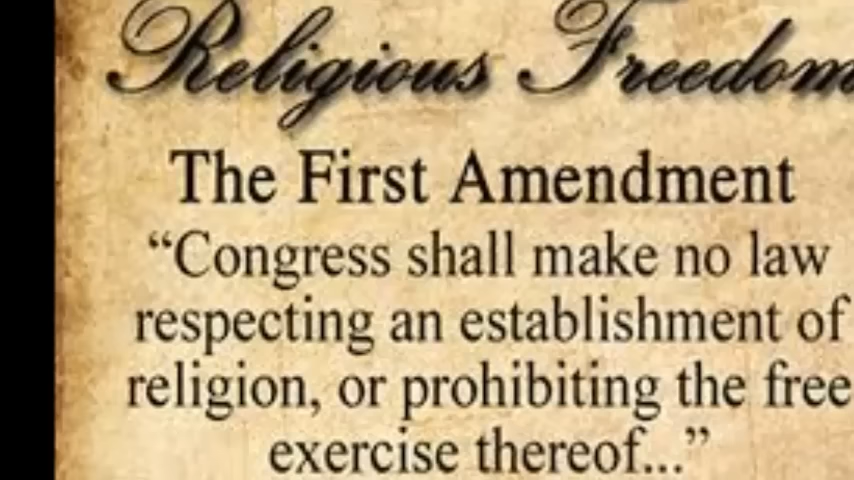 Religious Freedom
The First Amendment
“Congress shall make no law
respecting an establishment of
religion, or prohibiting the free
exercise thereof...”